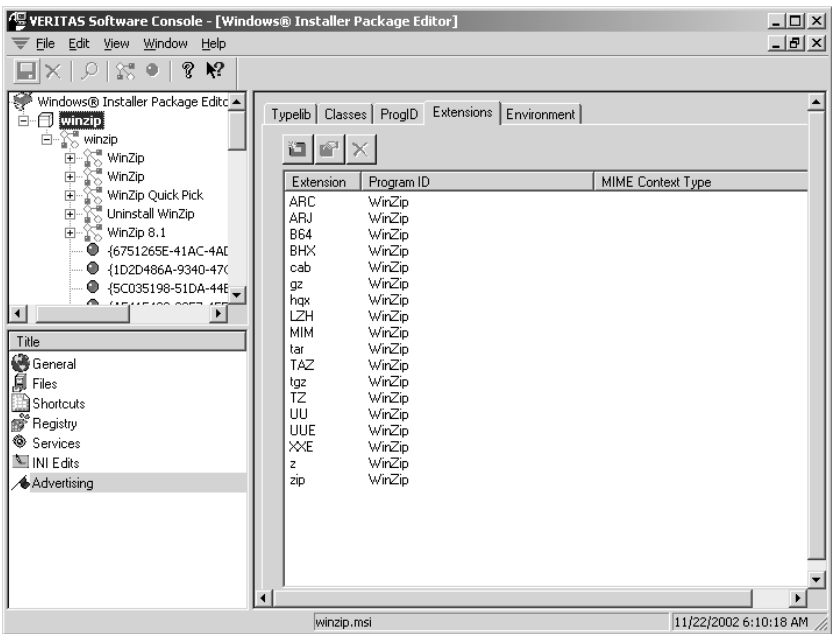 VERITAS Software Console - [Windows® Installer Package Editor]
File Edit View Window Help
Windows® Installer Package Editc
winzip
winzip
WinZip
WinZip
WinZip Quick Pick
Uninstall WinZip
WinZip 8.1
{6751265E-41AC-4AD
{1D2D486A-9340-47C
{5C035198-51DA-44E
Title
General
Files
Shortcuts
Registry
Services
INI Edits
Advertising
Typelib Classes ProgID Extensions Environment
Extension Program ID MIME Context Type
ARC WinZip
ARJ WinZip
B64 WinZip
BHX WinZip
cab WinZip
gz WinZip
hqx WinZip
LZH WinZip
MIM WinZip
tar WinZip
TAZ WinZip
tgz WinZip
TZ WinZip
UU WinZip
UUE WinZip
XXE WinZip
z WinZip
zip WinZip
winzip.msi 11/22/2002 6:10:18 AM